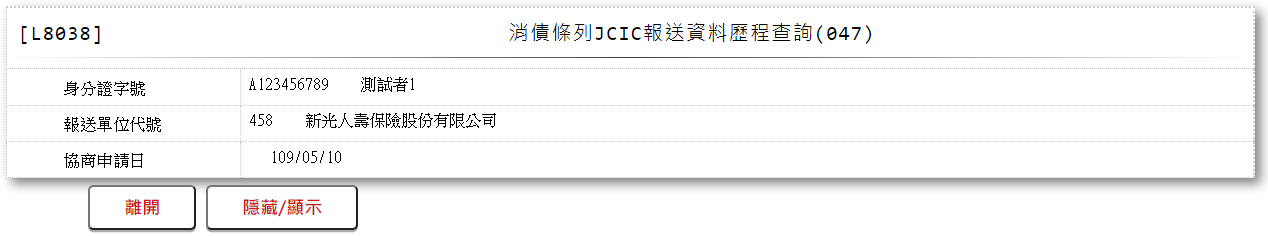 [L8038] 消債條列JCIC報送資料歷程查詢(047)
身分證字號 A123456789 測試者1
報送單位代號 458 新光人壽保險股份有限公司
協商申請日 109/05/10
離開 隱藏/顯示